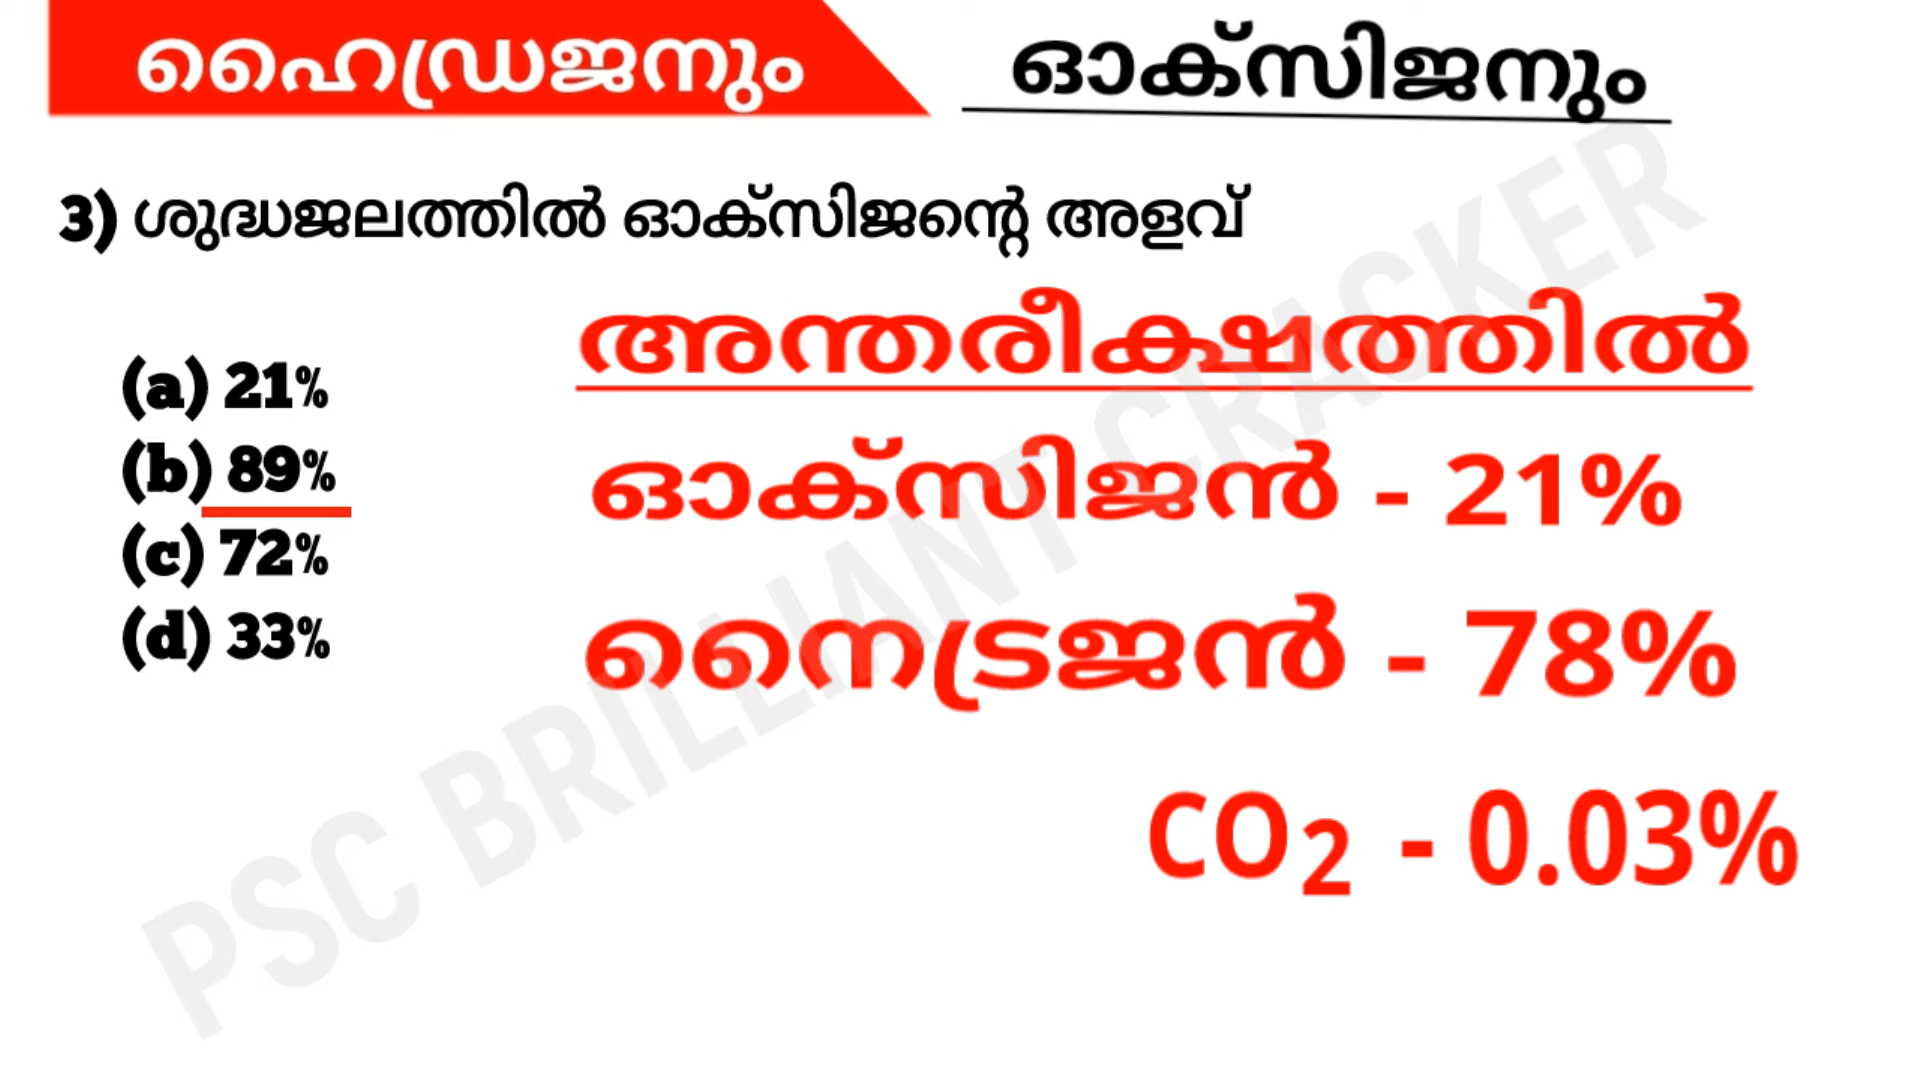 ഹൈഡ്രജനും ഓക്സിജനും
3) ശുദ്ധജലത്തിൽ ഓക്സിജന്റെ അളവ്
(a) 21%
(b) 89%
(c) 72%
(d) 33%
അന്തരീക്ഷത്തിൽ
ഓക്സിജൻ - 21%
നൈട്രജൻ - 78%
CO2 - 0.03%
PSC BRILLIANT CRACKER